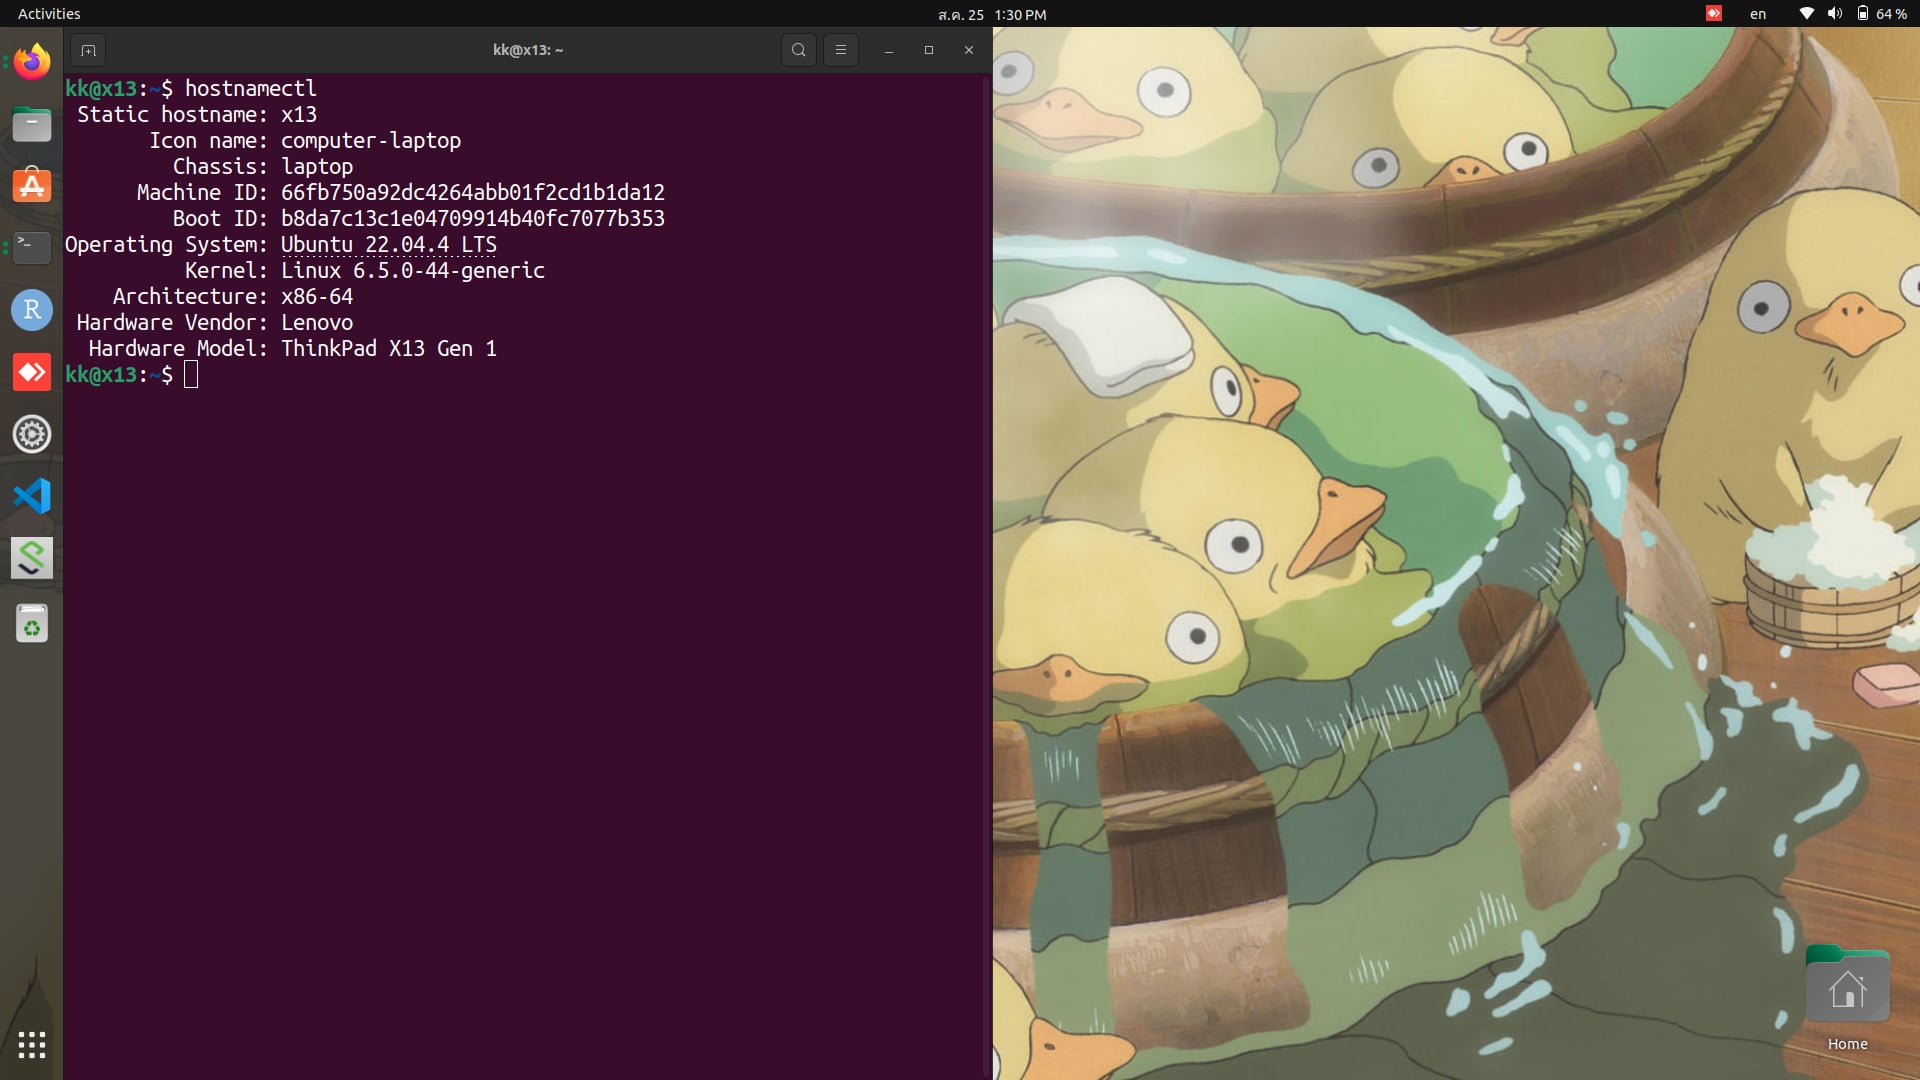 Activities
ส.ค. 25 1:30 PM
en
64 %
kk@x13: ~
kk@x13:~$ hostnamectl
Static hostname: x13
Icon name: computer-laptop
Chassis: laptop
Machine ID: 66fb750a92dc4264abb01f2cd1b1da12
Boot ID: b8da7c13c1e04709914b40fc7077b353
Operating System: Ubuntu 22.04.4 LTS
Kernel: Linux 6.5.0-44-generic
Architecture: x86-64
Hardware Vendor: Lenovo
Hardware Model: ThinkPad X13 Gen 1
kk@x13:~$
R
Home